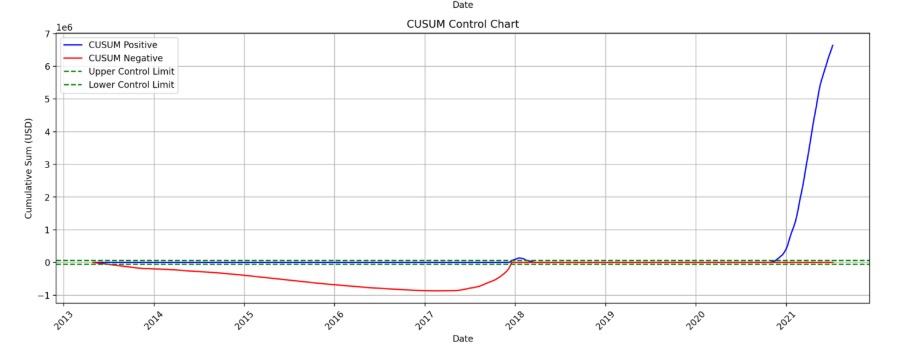 Date
CUSUM Control Chart
1e6
CUSUM Positive
CUSUM Negative
Upper Control Limit
Lower Control Limit
7
6
5
4
3
2
1
0
−1
Cumulative Sum (USD)
2013
2014
2015
2016
2017
2018
2019
2020
2021
Date